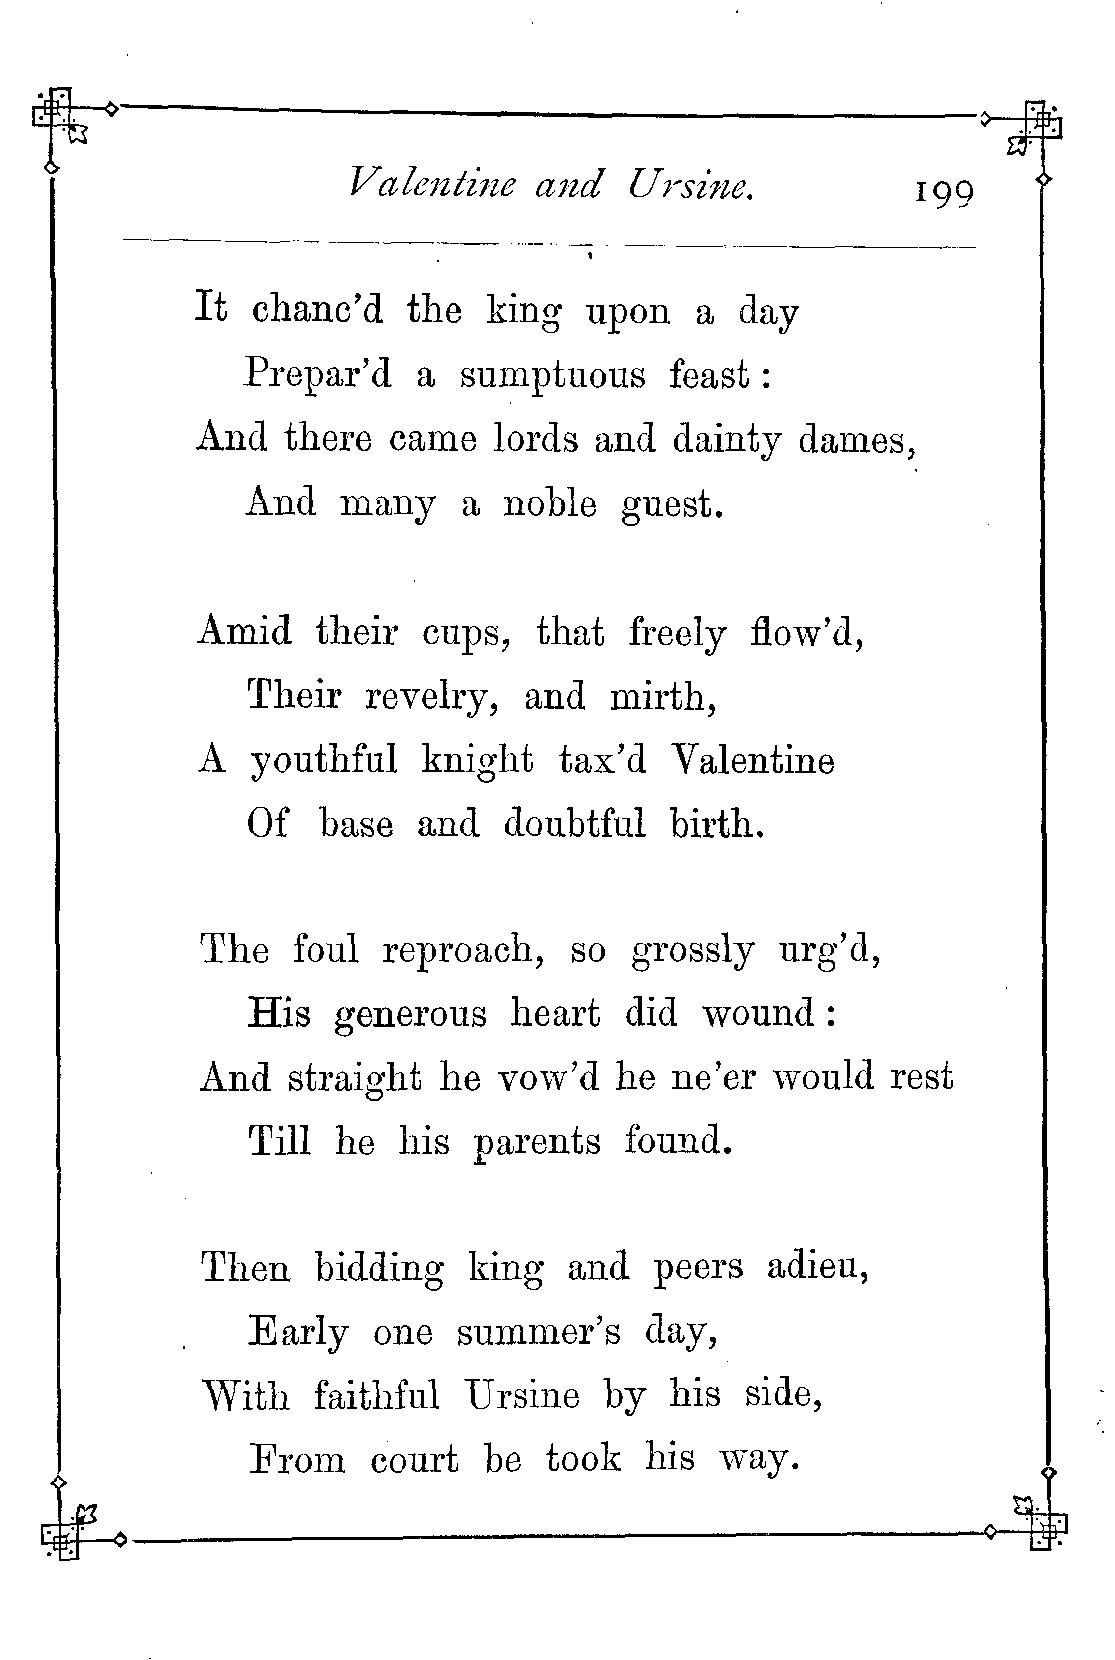 Valentine and Ursine. 199
It chanc'd the king upon a day
Prepar'd a sumptuous feast :
And there came lords and dainty dames,
And many a noble guest.
Amid their cups, that freely flow'd,
Their revelry, and mirth,
A youthful knight tax'd Valentine
Of base and doubtful birth.
The foul reproach, so grossly urg'd,
His generous heart did wound :
And straight he vow'd he ne'er would rest
Till he his parents found.
Then bidding king and peers adieu,
Early one summer's day,
With faithful Ursine by his side,
From court he took his way.